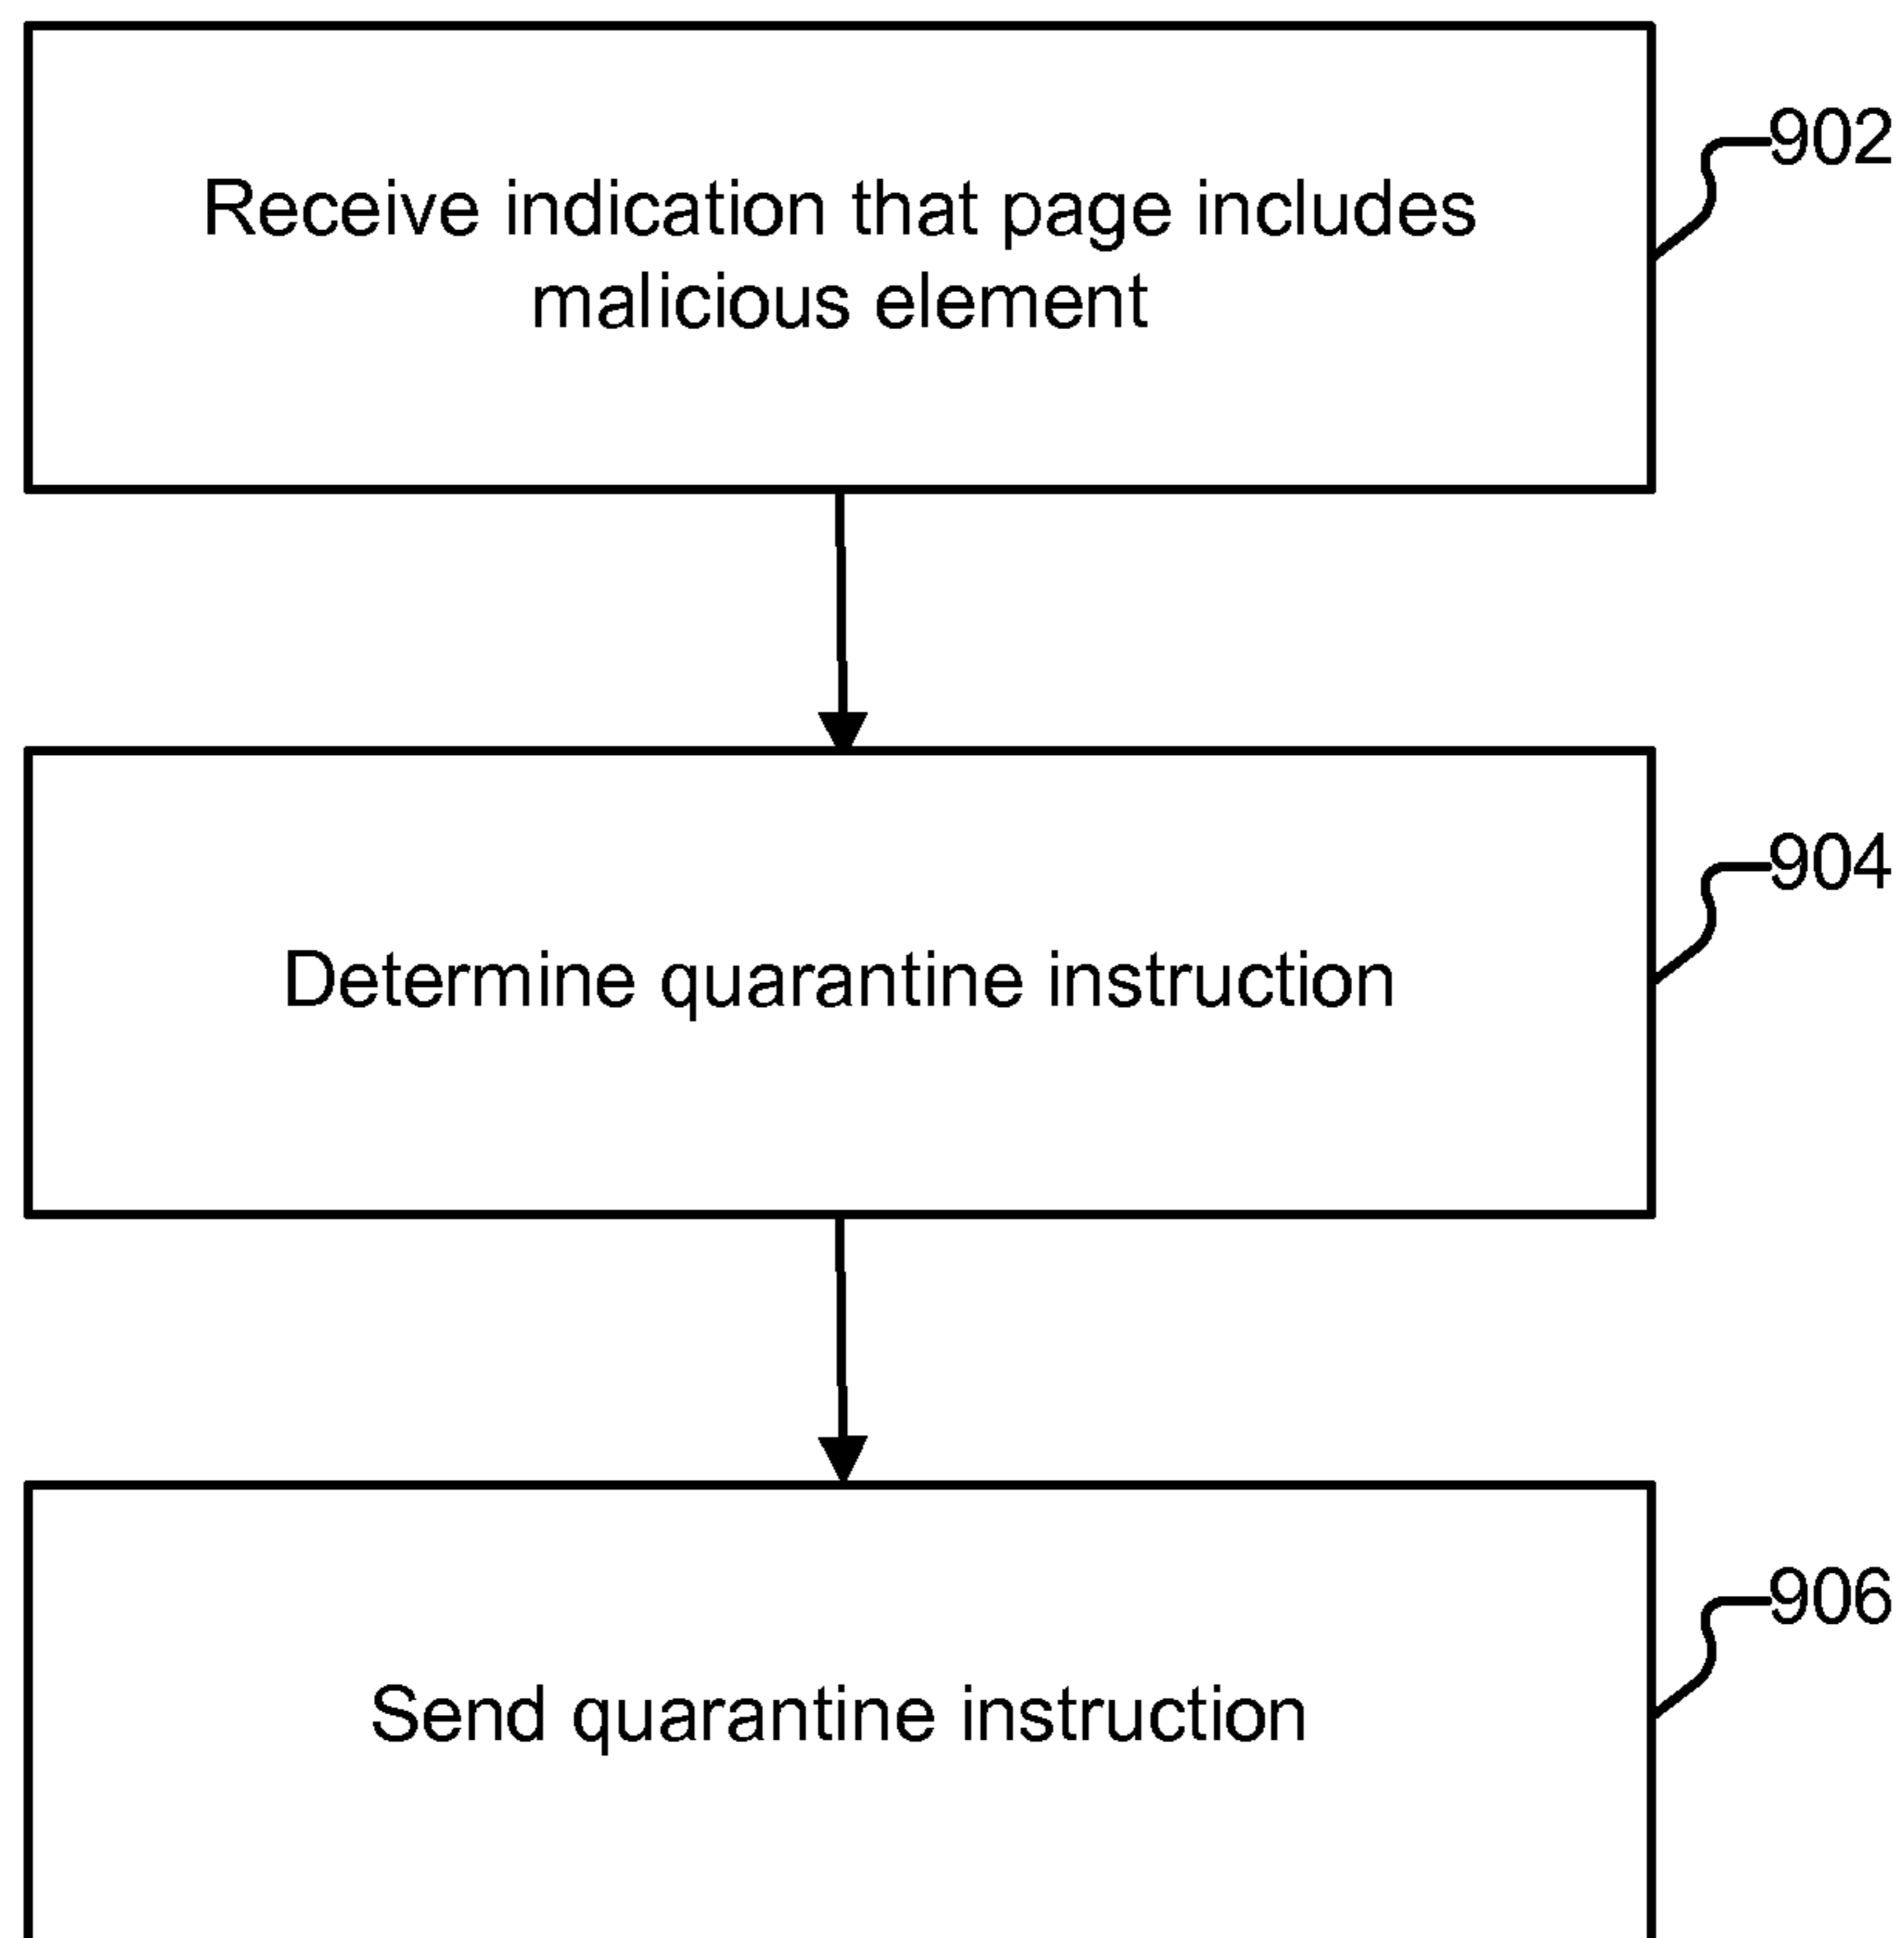 Receive indication that page includes
malicious element
902
Determine quarantine instruction
904
Send quarantine instruction
906